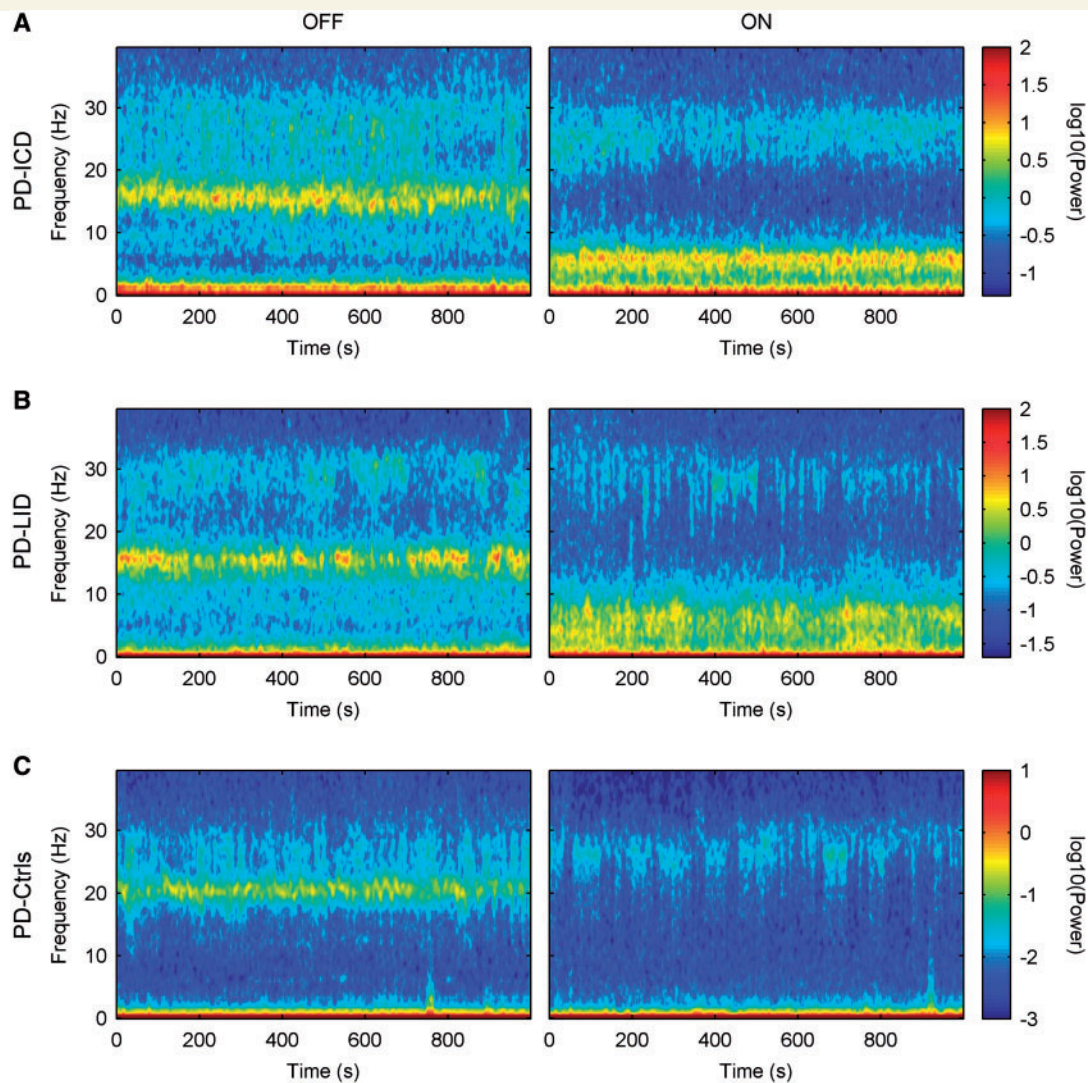 A OFF ON
PD-ICD
Frequency (Hz)
30
20
10
0
0 200 400 600 800
Time (s)
0 200 400 600 800
Time (s)
2
1.5
1
0.5
0
-0.5
-1
log10(Power)
B
PD-LID
Frequency (Hz)
30
20
10
0
0 200 400 600 800
Time (s)
0 200 400 600 800
Time (s)
2
1.5
1
0.5
0
-0.5
-1
-1.5
log10(Power)
C
PD-Ctrls
Frequency (Hz)
30
20
10
0
0 200 400 600 800
Time (s)
0 200 400 600 800
Time (s)
1
0
-1
-2
-3
log10(Power)